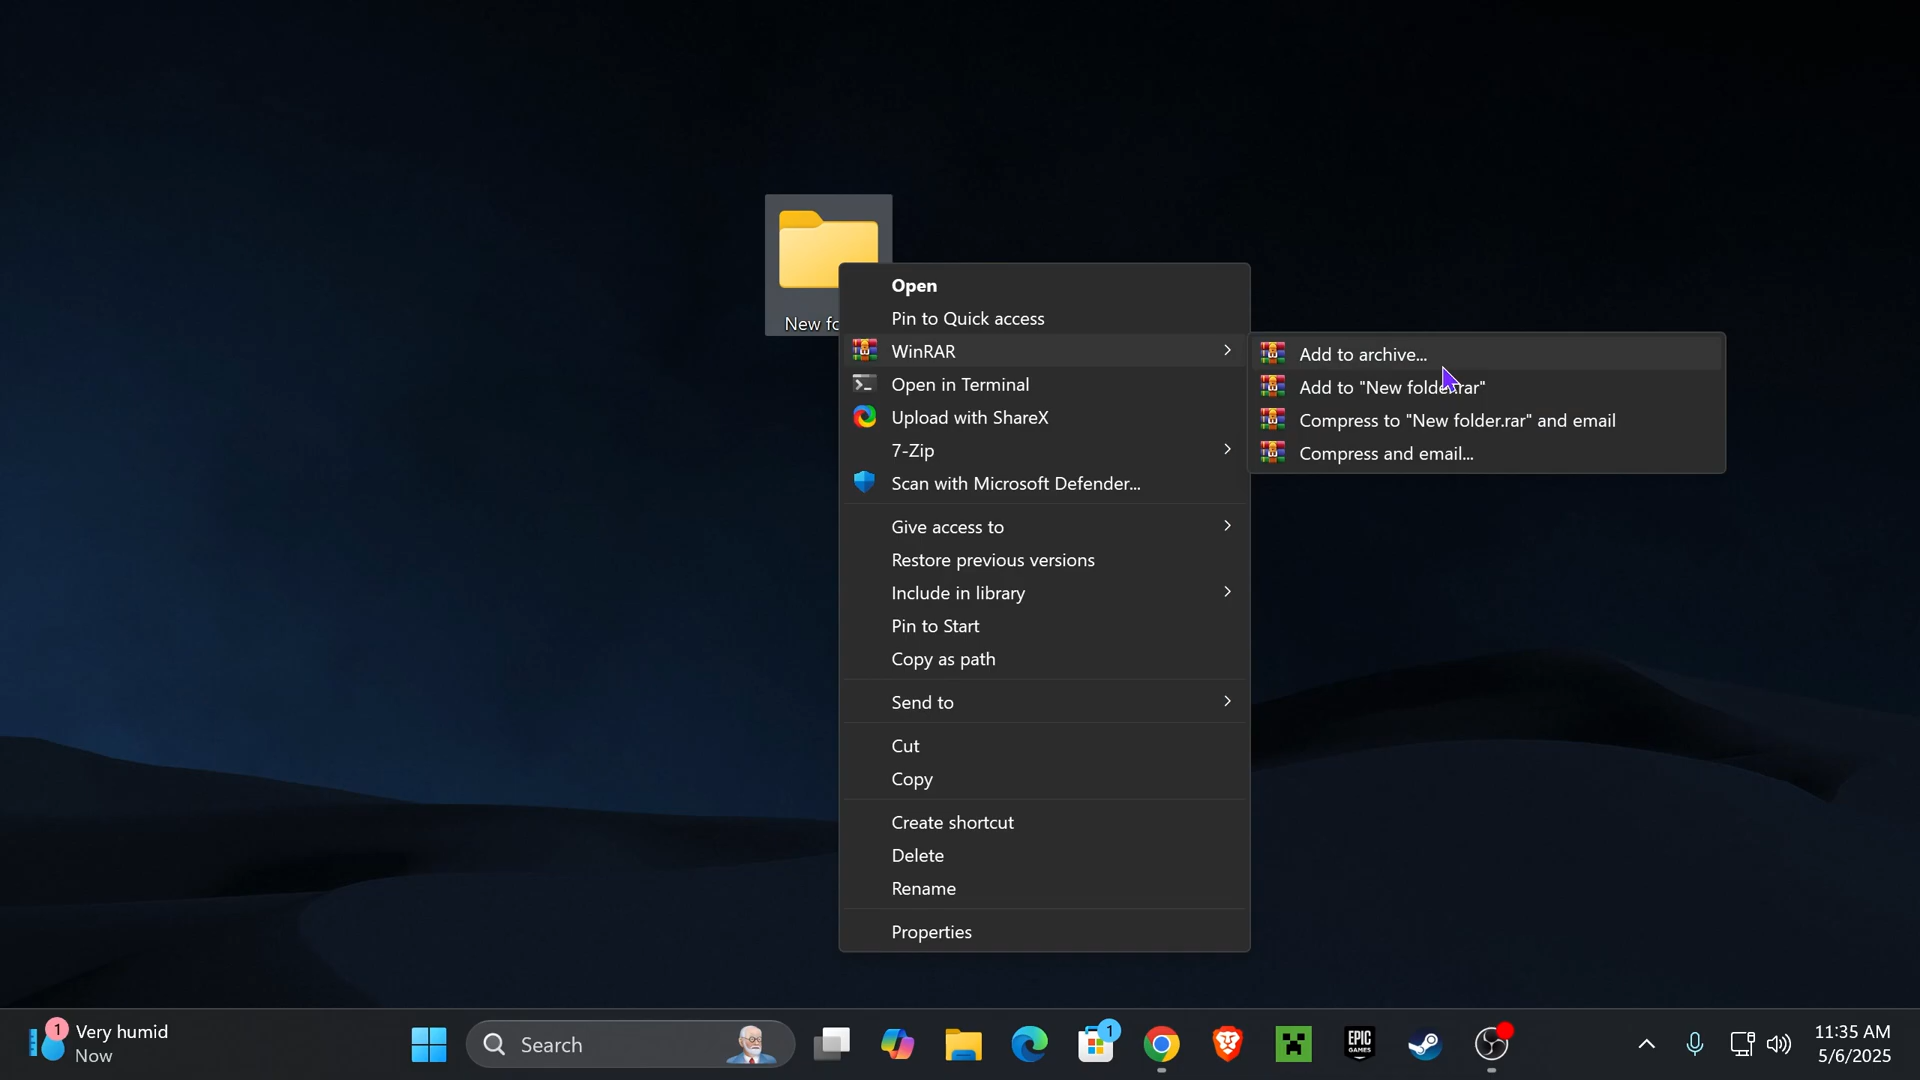 New fo
Open
Pin to Quick access
WinRAR
Open in Terminal
Upload with ShareX
7-Zip
Scan with Microsoft Defender...
Give access to
Restore previous versions
Include in library
Pin to Start
Copy as path
Send to
Cut
Copy
Create shortcut
Delete
Rename
Properties
Add to archive...
Add to "New folder.rar"
Compress to "New folder.rar" and email
Compress and email...
1
Very humid
Now
Search
1
EPIC
GAMES
11:35 AM
5/6/2025